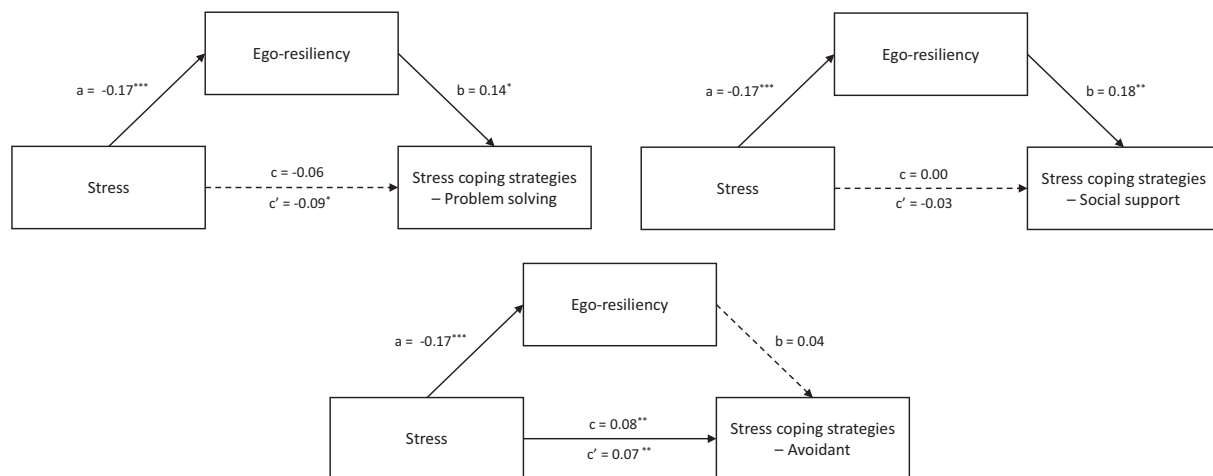 Ego-resiliency
a = -0.17***
b = 0.14*
Stress
c = -0.06
c’ = -0.09*
Stress coping strategies
– Problem solving
Ego-resiliency
a = -0.17***
b = 0.18**
Stress
c = 0.00
c’ = -0.03
Stress coping strategies
– Social support
Ego-resiliency
a = -0.17***
b = 0.04
Stress
c = 0.08**
c’ = 0.07 **
Stress coping strategies
– Avoidant